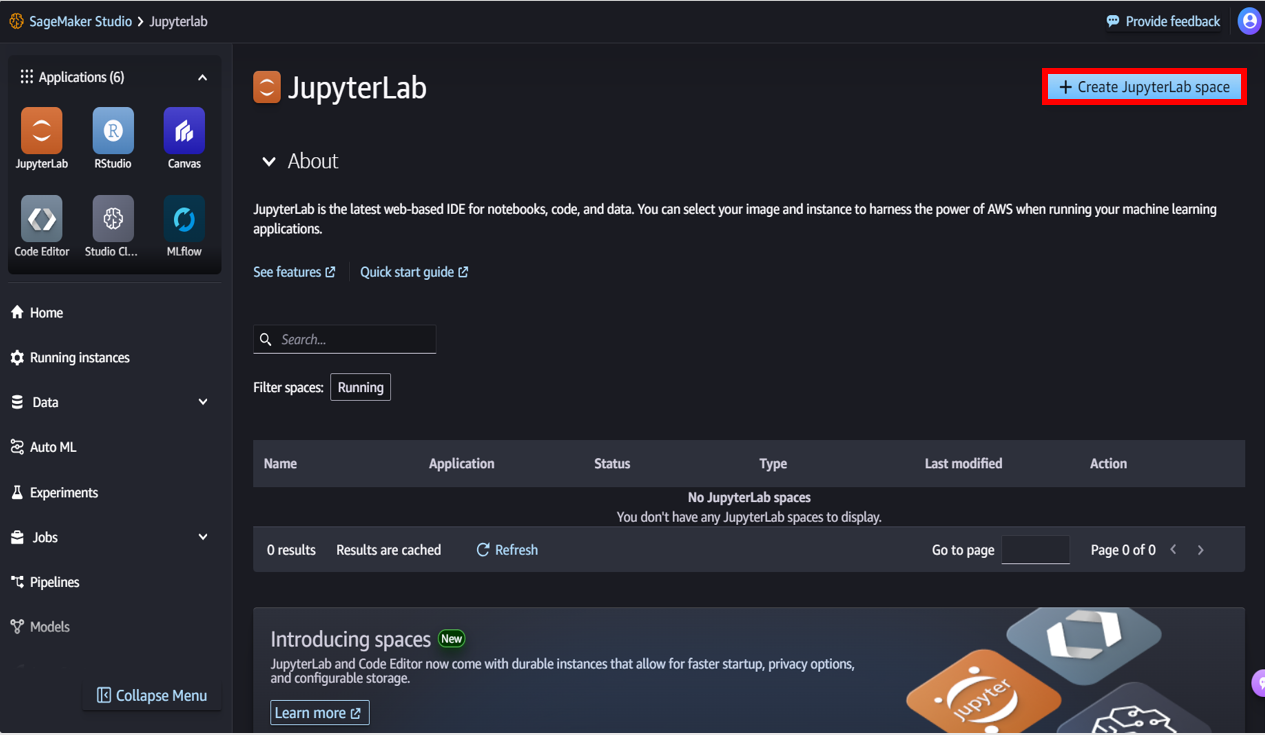 SageMaker Studio > Jupyterlab
Provide feedback
Applications (6)
JupyterLab
RStudio
Canvas
Code Editor
Studio Cl...
MLflow
Home
Running instances
Data
Auto ML
Experiments
Jobs
Pipelines
Models
Collapse Menu
JupyterLab
+ Create JupyterLab space
About
JupyterLab is the latest web-based IDE for notebooks, code, and data. You can select your image and instance to harness the power of AWS when running your machine learning
applications.
See features
Quick start guide
Search...
Filter spaces: Running
Name Application Status Type Last modified Action
No JupyterLab spaces
You don't have any JupyterLab spaces to display.
0 results Results are cached Refresh Go to page Page 0 of 0
Introducing spaces New
JupyterLab and Code Editor now come with durable instances that allow for faster startup, privacy options,
and configurable storage.
Learn more
jupyter